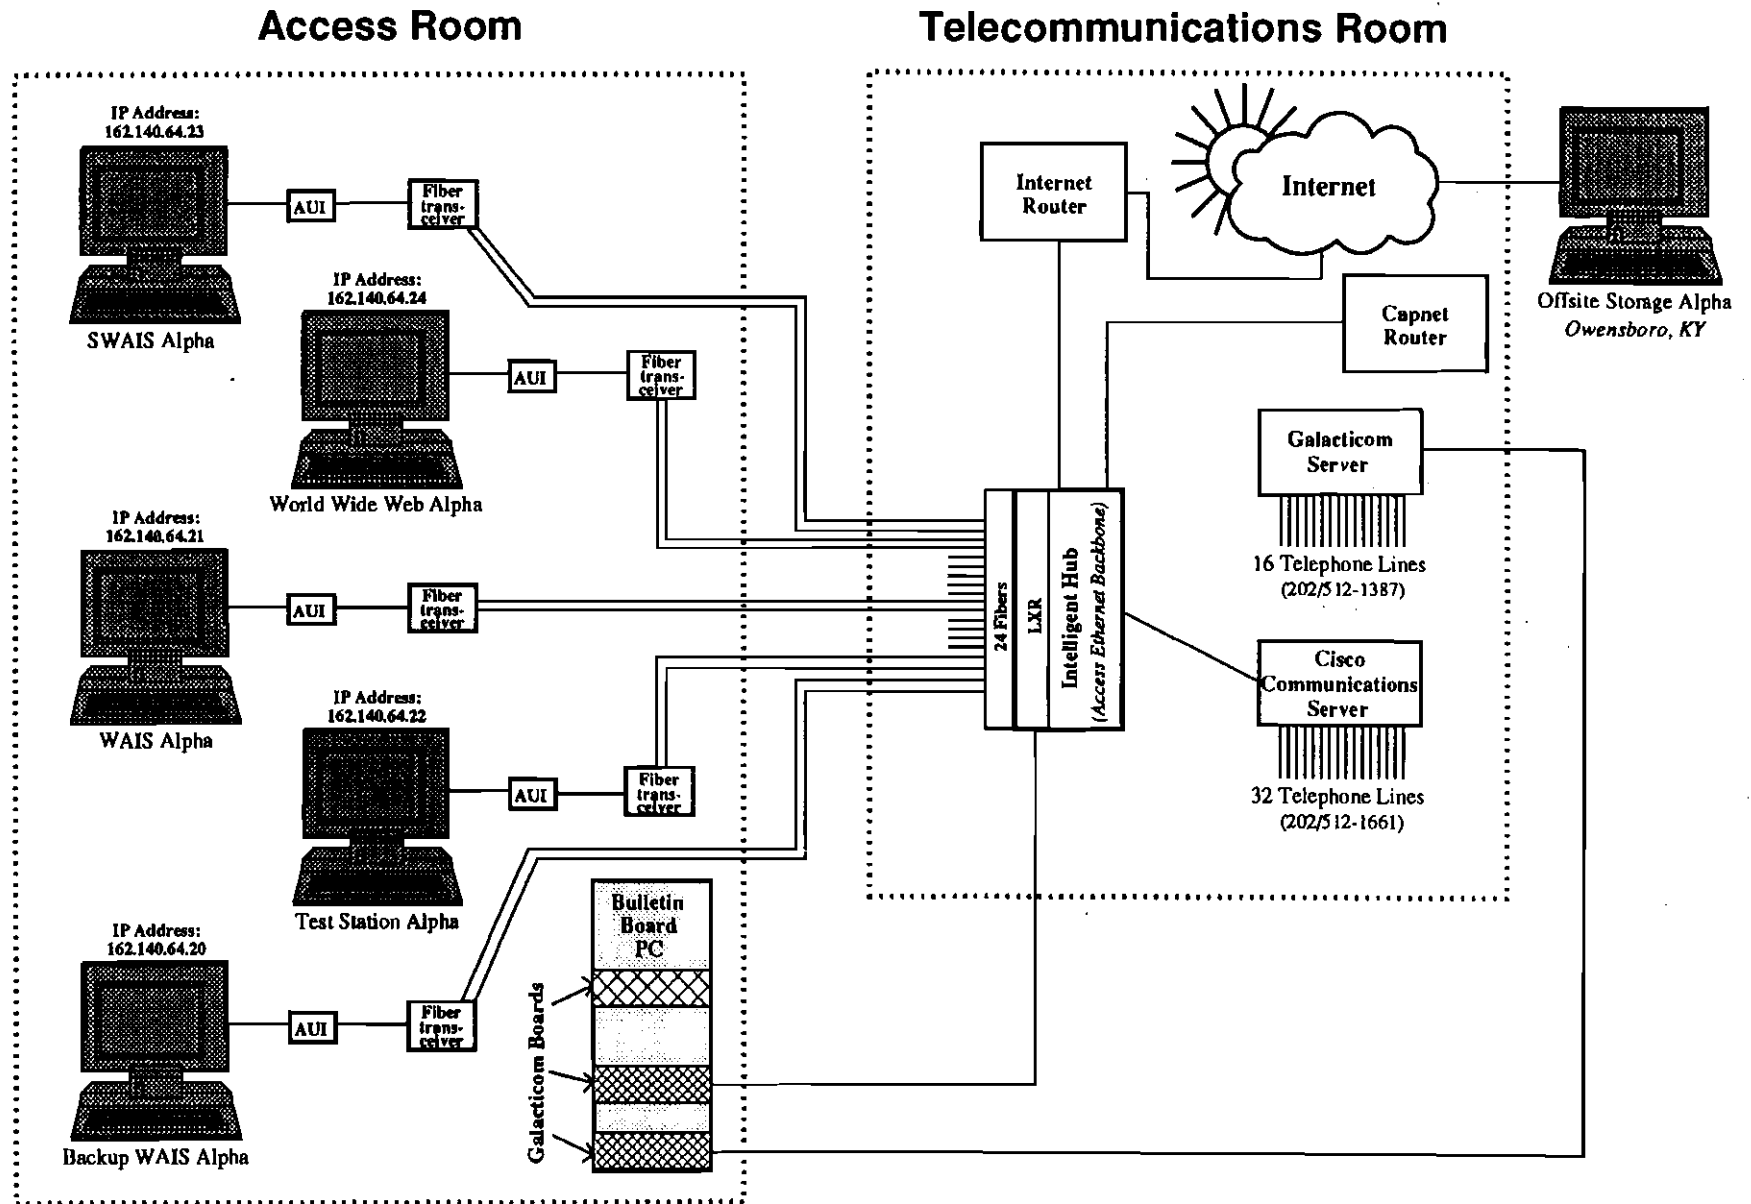 Access Room
Telecommunications Room
IP Address:
162.140.64.23
SWAIS Alpha
AUI
Fiber
trans-
ceiver
IP Address:
162.140.64.24
World Wide Web Alpha
AUI
Fiber
trans-
ceiver
IP Address:
162.140.64.21
WAIS Alpha
AUI
Fiber
trans-
ceiver
IP Address:
162.140.64.22
Test Station Alpha
AUI
Fiber
trans-
ceiver
IP Address:
162.140.64.20
Backup WAIS Alpha
AUI
Fiber
trans-
ceiver
Bulletin
Board
PC
Galacticom Boards
24 Fibers
LXR
Intelligent Hub
(Access Ethernet Backbone)
Internet
Router
Internet
Capnet
Router
Galacticom
Server
16 Telephone Lines
(202/512-1387)
Cisco
Communications
Server
32 Telephone Lines
(202/512-1661)
Offsite Storage Alpha
Owensboro, KY